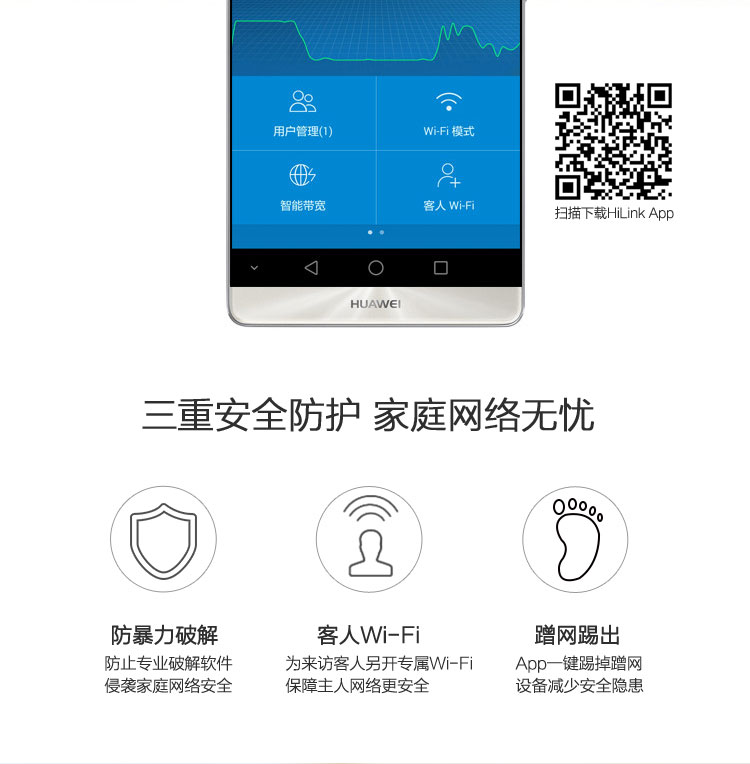 用户管理(1)
Wi-Fi 模式
智能带宽
客人 Wi-Fi
扫描下载HiLink App
HUAWEI
三重安全防护 家庭网络无忧
防暴力破解
防止专业破解软件
侵袭家庭网络安全
客人Wi-Fi
为来访客人另开专属Wi-Fi
保障主人网络更安全
蹭网踢出
App一键踢掉蹭网
设备减少安全隐患